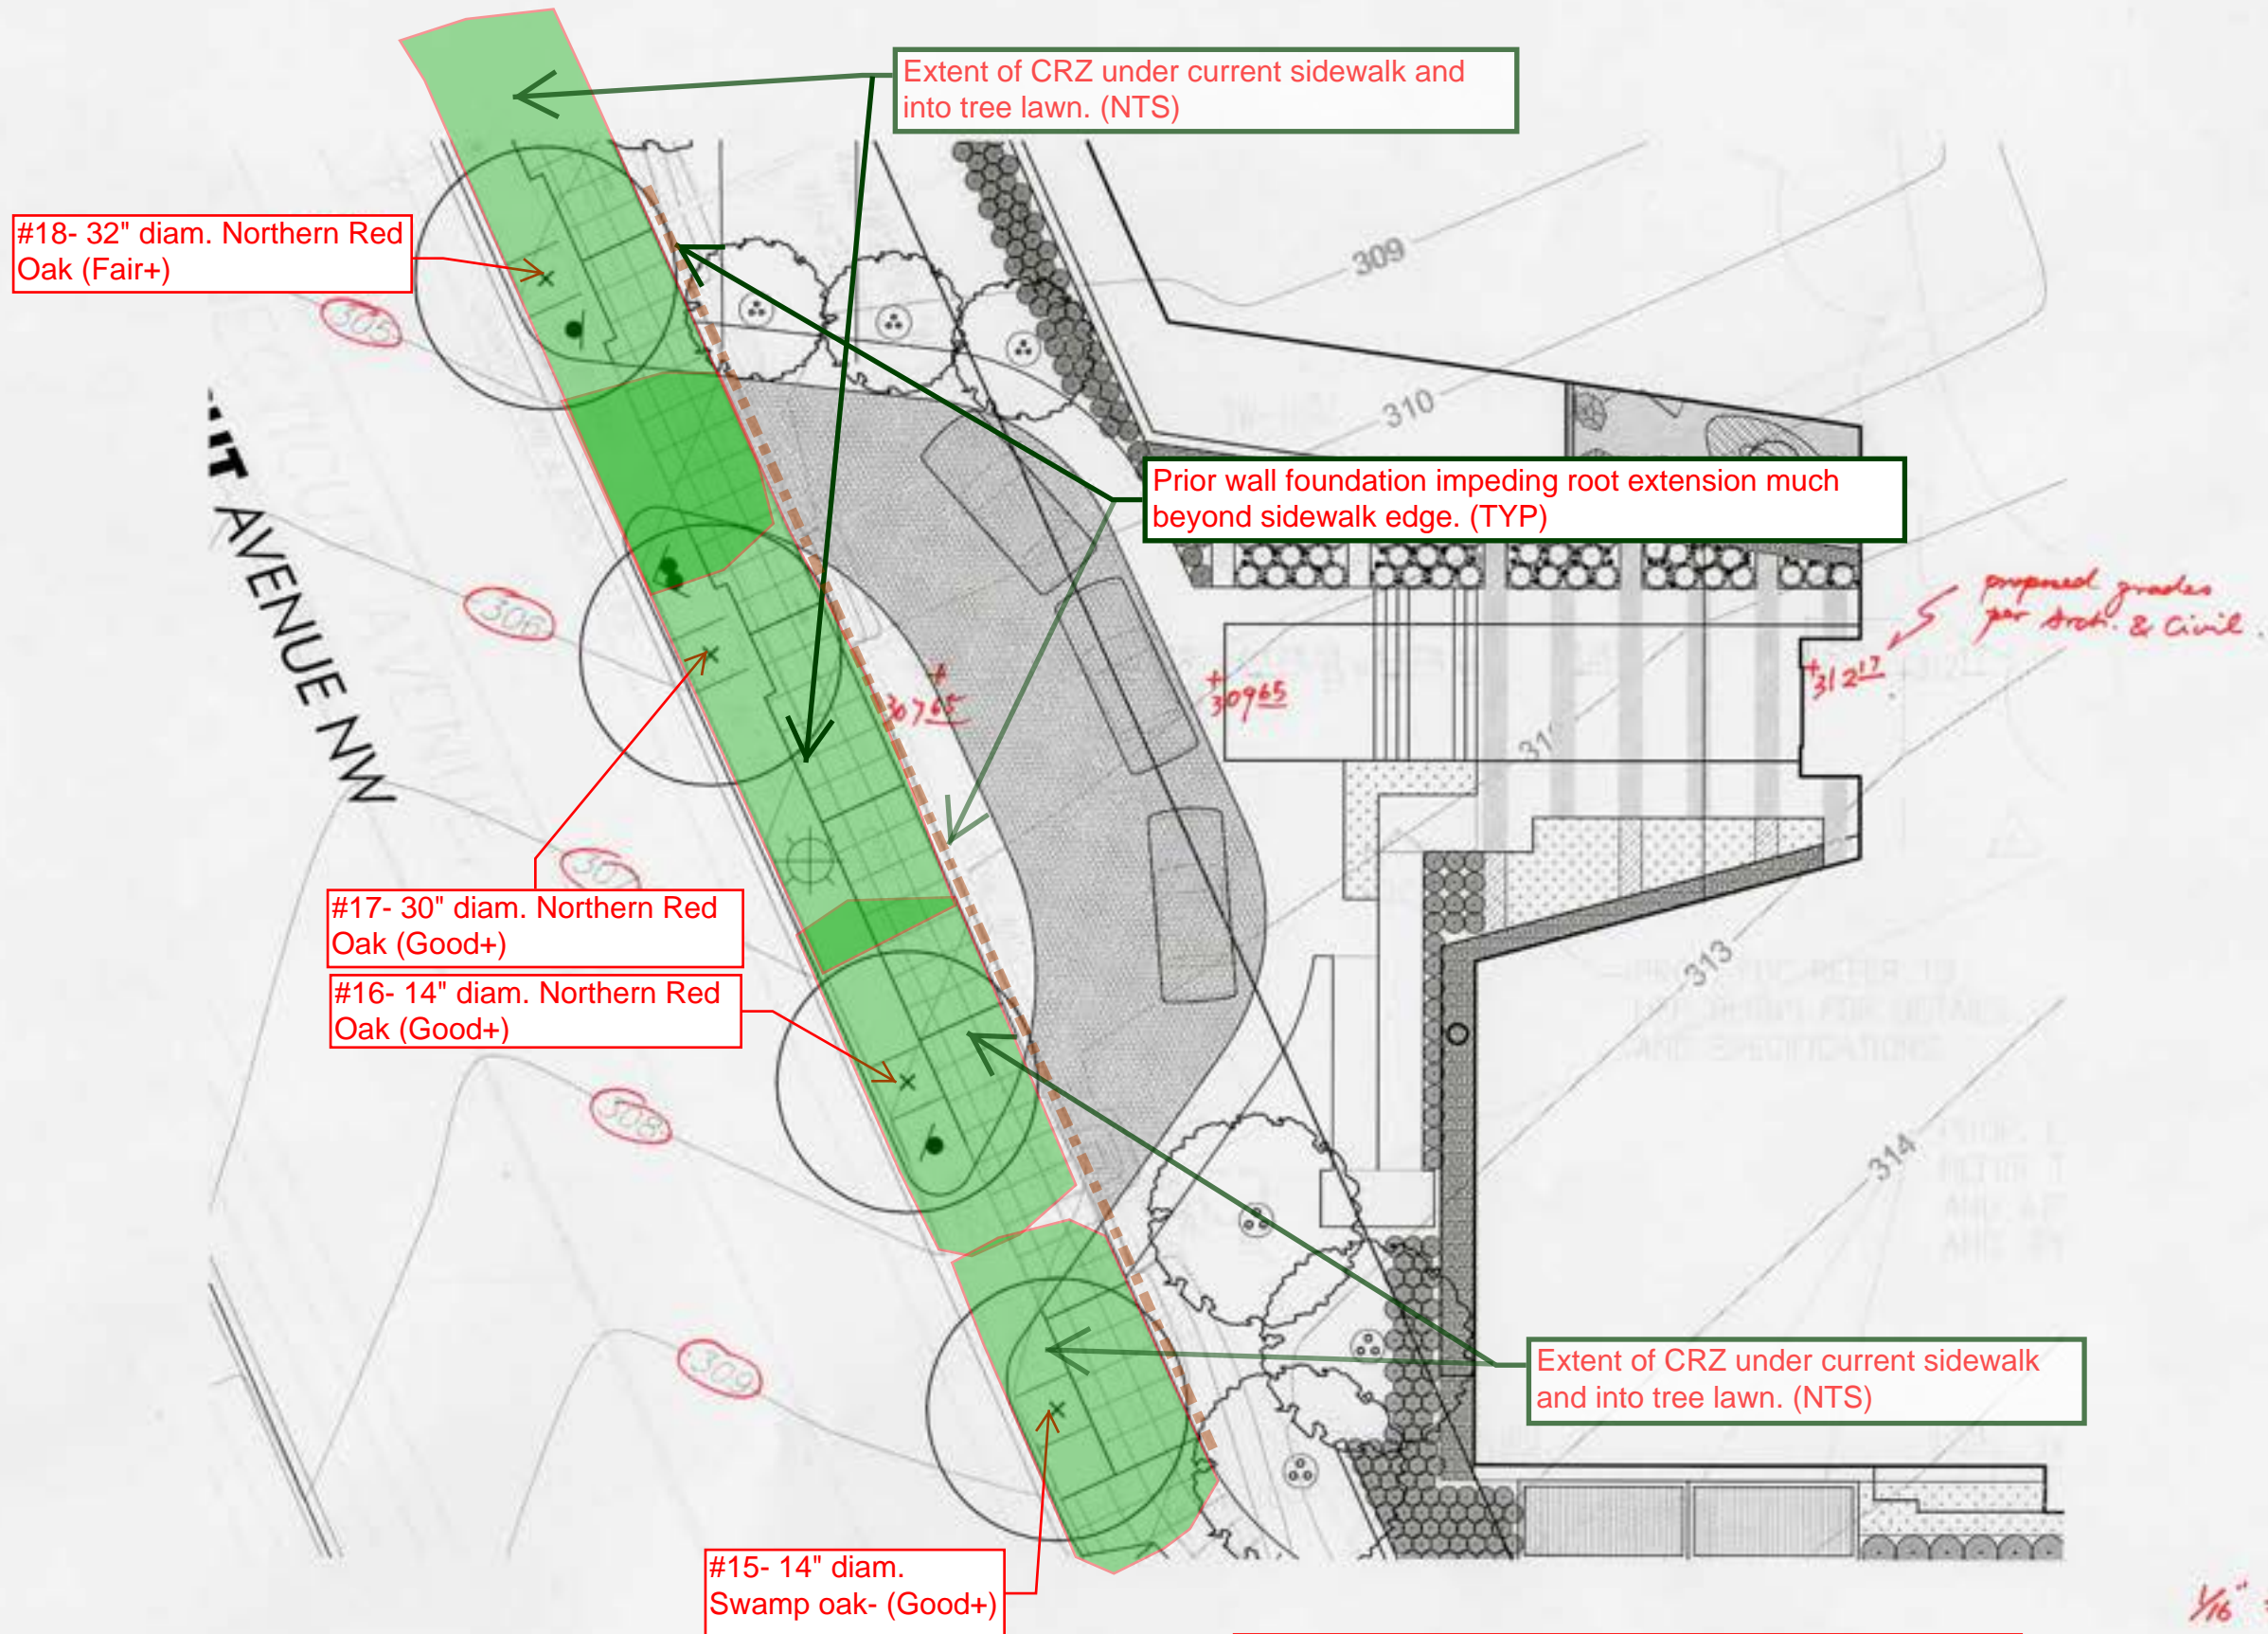 Extent of CRZ under current sidewalk and
into tree lawn. (NTS)
#18- 32" diam. Northern Red
Oak (Fair+)
309
305
310
AVENUE NW
Prior wall foundation impeding root extension much
beyond sidewalk edge. (TYP)
306
proposed grades
per Arch. & Civil
+
307 65
+
309 65
+
312 17
31
307
#17- 30" diam. Northern Red
Oak (Good+)
#16- 14" diam. Northern Red
Oak (Good+)
313
308
314
309
Extent of CRZ under current sidewalk
and into tree lawn. (NTS)
#15- 14" diam.
Swamp oak- (Good+)
1/16"